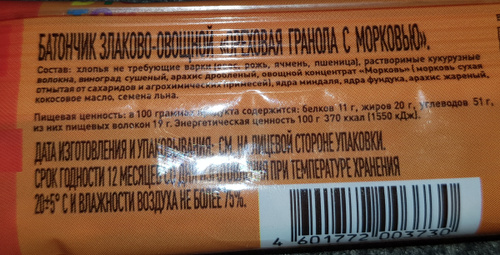 БАТОНЧИК ЗЛАКОВО-ОВОЩНОЙ «ОРЕХОВАЯ ГРАНОЛА С МОРКОВЬЮ».
Состав: хлопья не требующие варки рожь, ячмень, пшеница), растворимые кукурузные
волокна, виноград сушеный, арахис дробленый, овощной концентрат «Морковь» (морковь сухая
отмытая от сахаридов и агрохимических примесей), ядра миндаля, ядра фундука, арахис жареный,
кокосовое масло, семена льна.
Пищевая ценность: в 100 граммах продукта содержится: белков 11 г, жиров 20 г, углеводов 51 г,
из них пищевых волокон 19 г. Энергетическая ценность 100 г 370 ккал (1550 кДж).
ДАТА ИЗГОТОВЛЕНИЯ И УПАКОВЫВАНИЯ: СМ. НА ЛИЦЕВОЙ СТОРОНЕ УПАКОВКИ.
СРОК ГОДНОСТИ 12 МЕСЯЦЕВ СО ДНЯ ИЗГОТОВЛЕНИЯ ПРИ ТЕМПЕРАТУРЕ ХРАНЕНИЯ
20±5° С И ВЛАЖНОСТИ ВОЗДУХА НЕ БОЛЕЕ 75%.
4 601772 003730